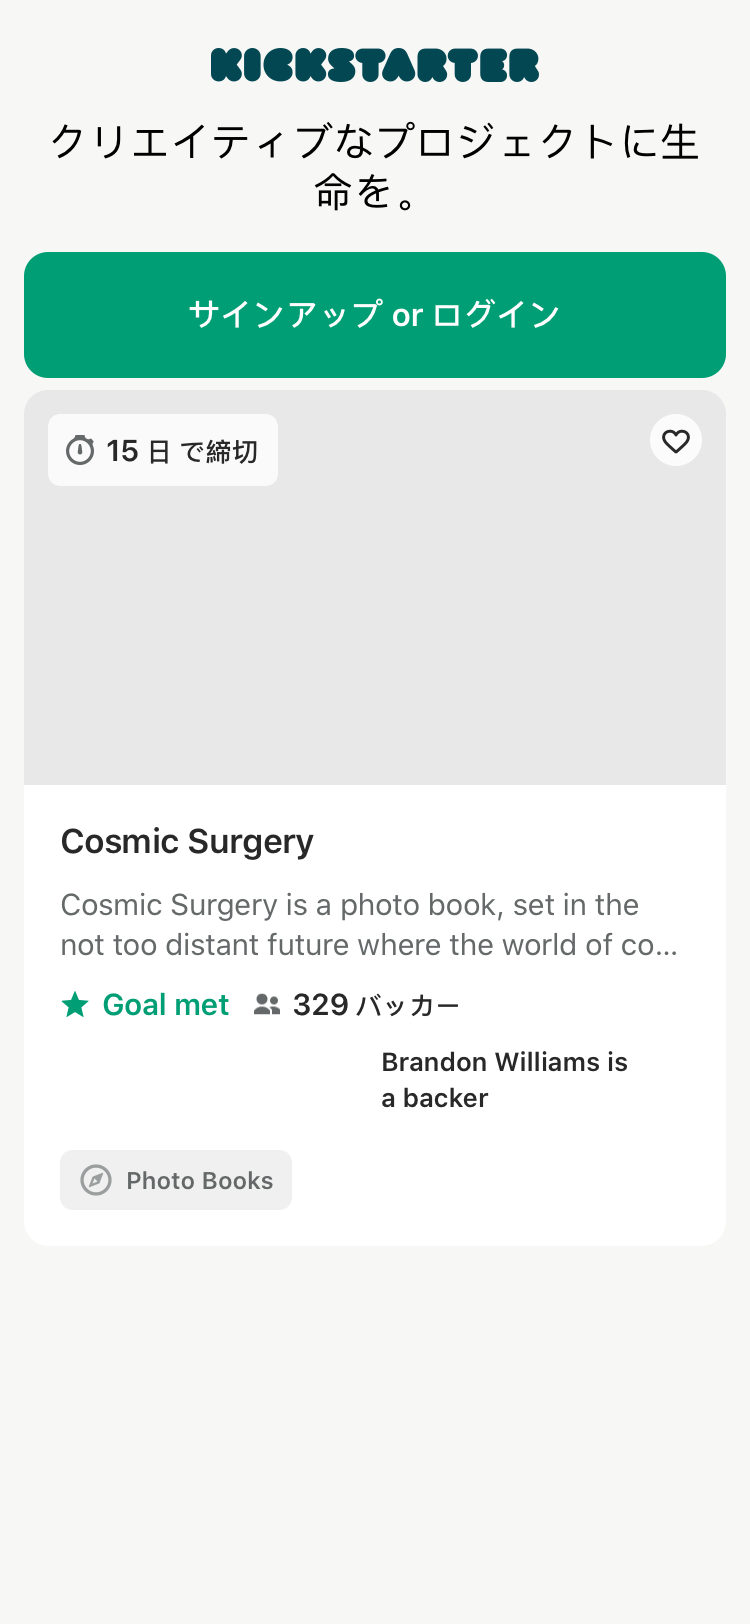 KICKSTARTER
クリエイティブなプロジェクトに生
命を。
サインアップ or ログイン
15 日 で締切
Cosmic Surgery
Cosmic Surgery is a photo book, set in the
not too distant future where the world of co...
Goal met 329 バッカー
Brandon Williams is
a backer
Photo Books